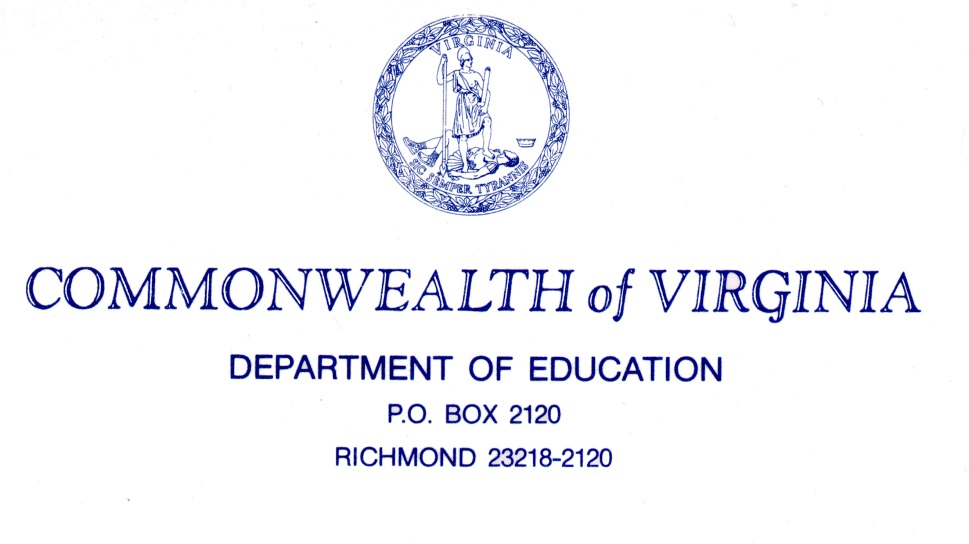 VIRGINIA
SIC SEMPER TYRANNIS
COMMONWEALTH of VIRGINIA
DEPARTMENT OF EDUCATION
P.O. BOX 2120
RICHMOND 23218-2120